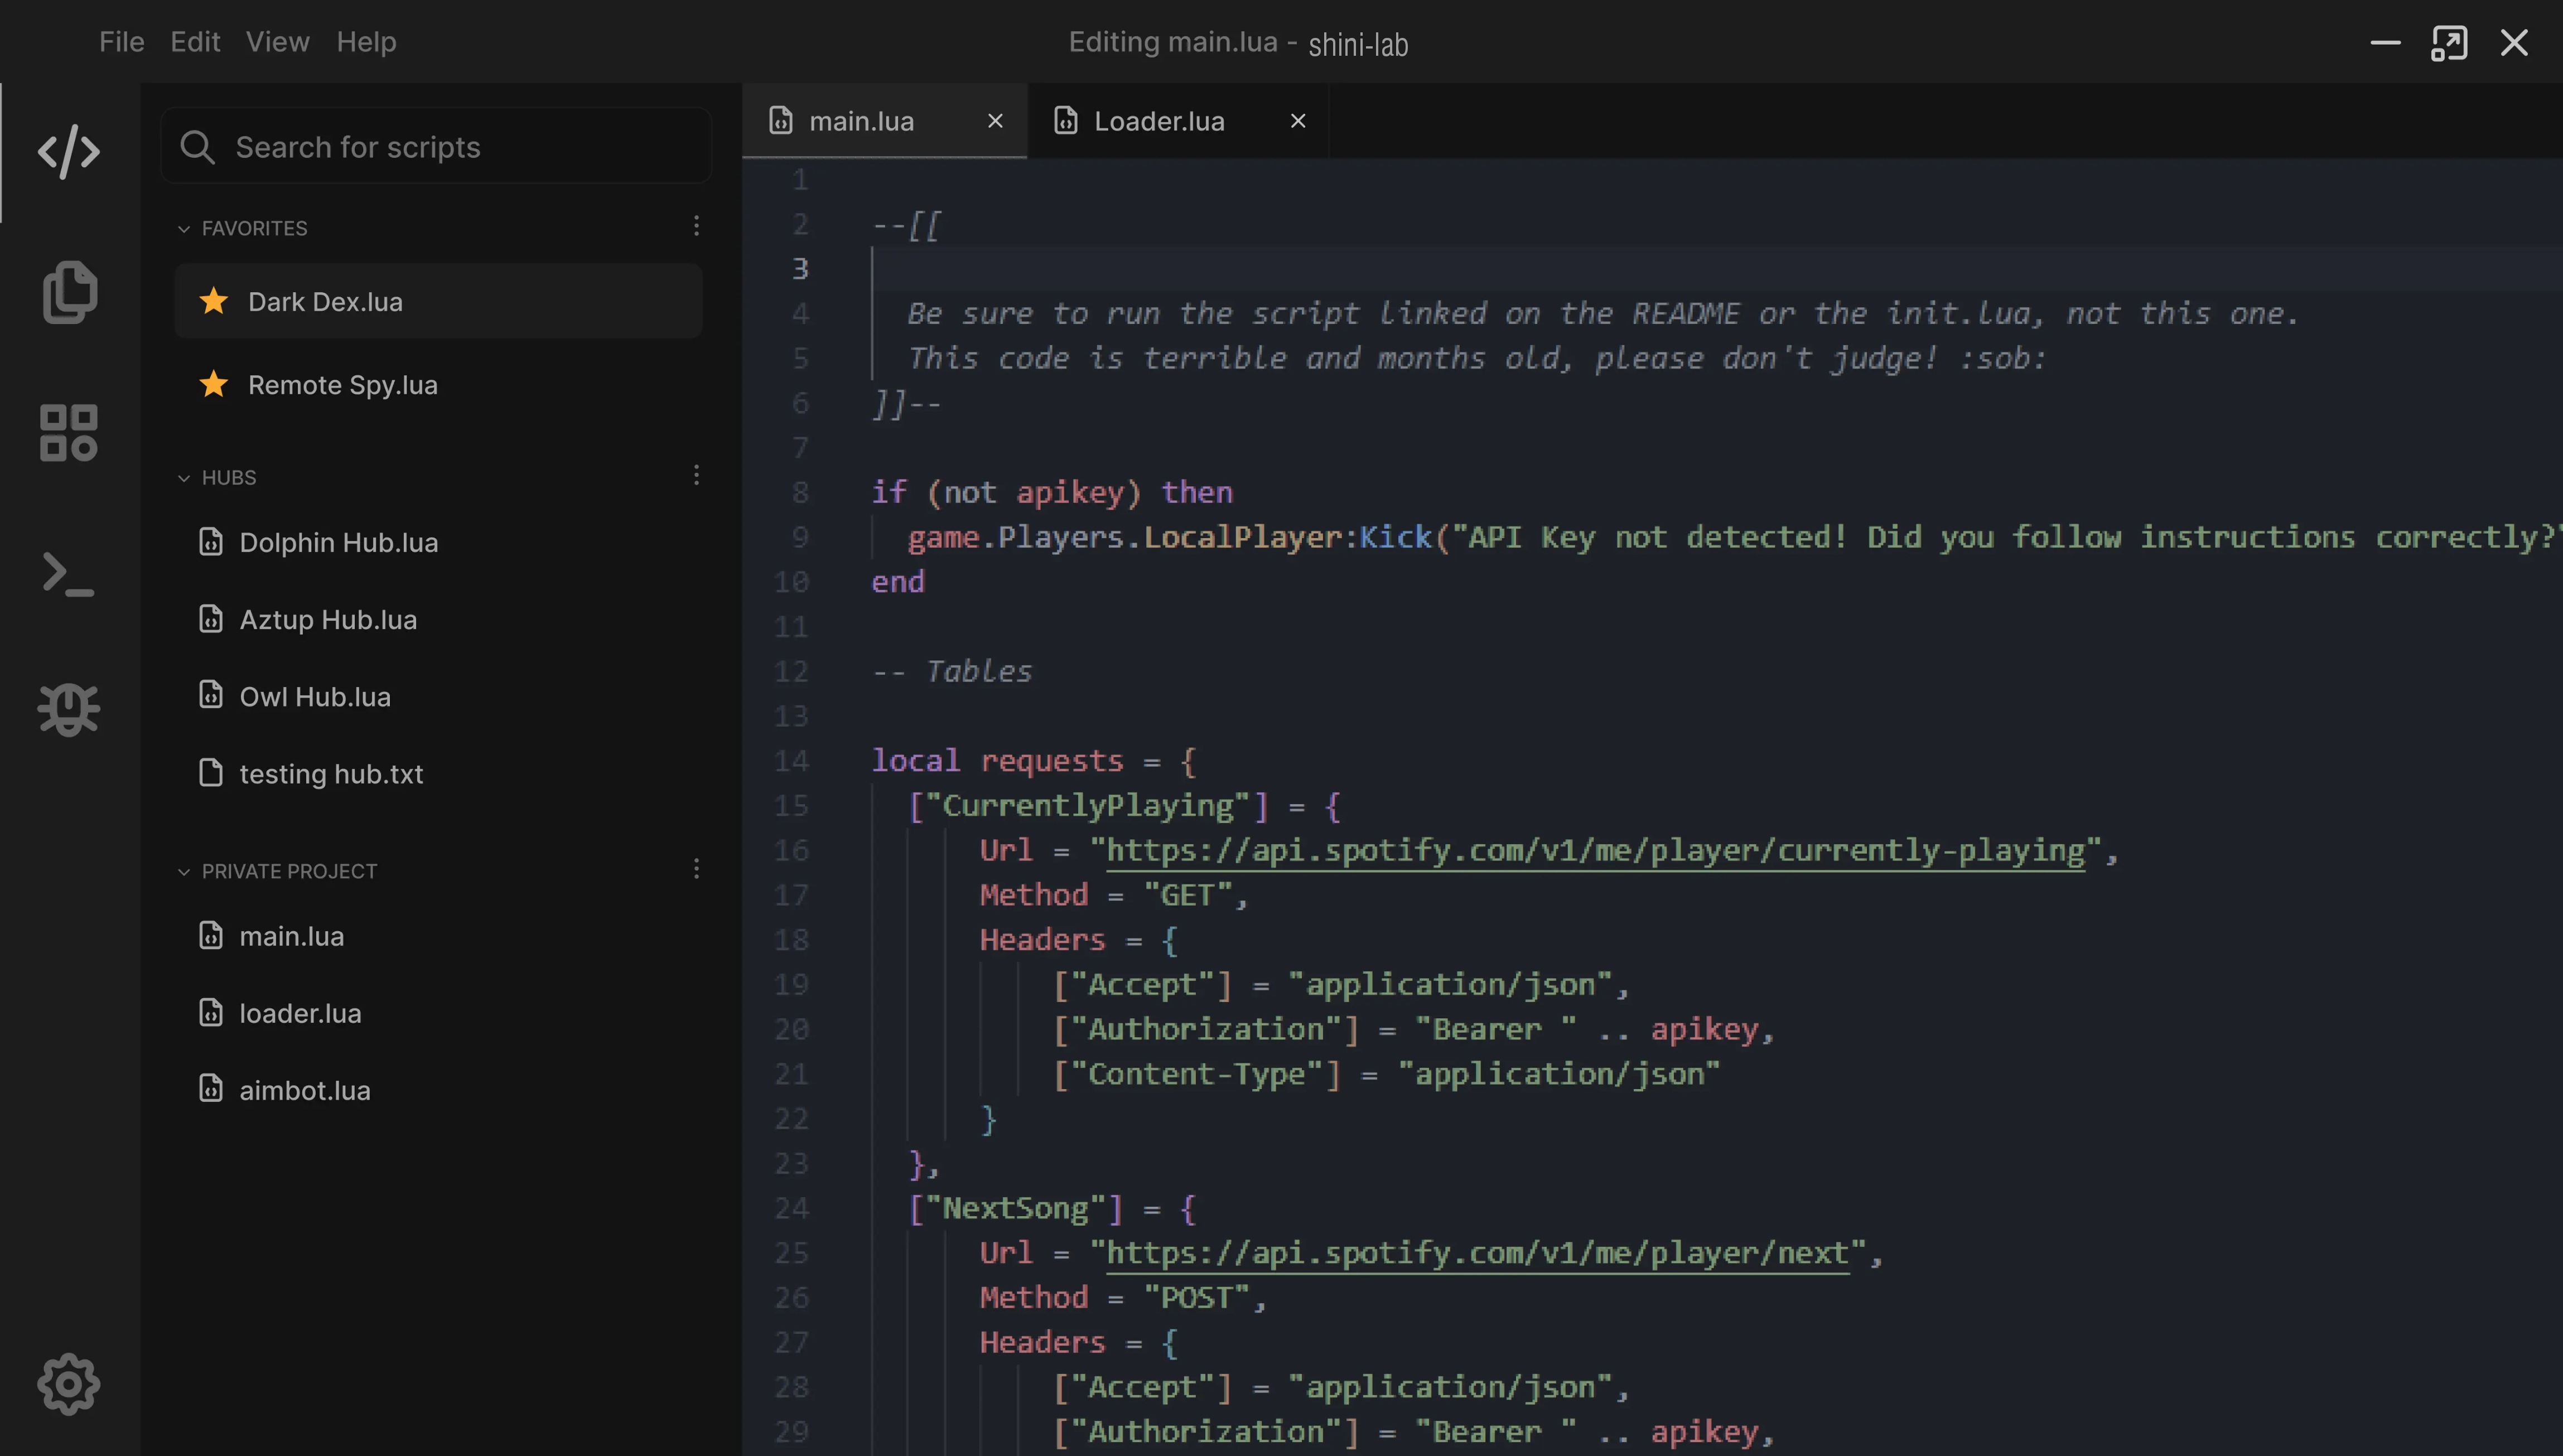 File Edit View Help
Editing main.lua - shini-lab
Search for scripts
FAVORITES
Dark Dex.lua
Remote Spy.lua
HUBS
Dolphin Hub.lua
Aztup Hub.lua
Owl Hub.lua
testing hub.txt
PRIVATE PROJECT
main.lua
loader.lua
aimbot.lua
main.lua
Loader.lua
1
2 --[[
3
4 Be sure to run the script linked on the README or the init.lua, not this one.
5 This code is terrible and months old, please don't judge! :sob:
6 ]]--
7
8 if (not apikey) then
9 game.Players.LocalPlayer:Kick("API Key not detected! Did you follow instructions correctly?"
10 end
11
12 -- Tables
13
14 local requests = {
15 ["CurrentlyPlaying"] = {
16 Url = "https://api.spotify.com/v1/me/player/currently-playing",
17 Method = "GET",
18 Headers = {
19 ["Accept"] = "application/json",
20 ["Authorization"] = "Bearer " .. apikey,
21 ["Content-Type"] = "application/json"
22 }
23 },
24 ["NextSong"] = {
25 Url = "https://api.spotify.com/v1/me/player/next",
26 Method = "POST",
27 Headers = {
28 ["Accept"] = "application/json",
29 ["Authorization"] = "Bearer " .. apikey,